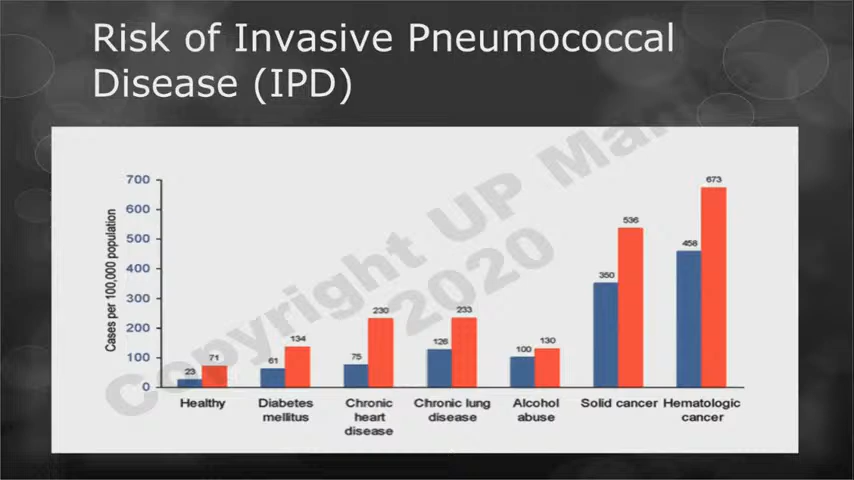 Risk of Invasive Pneumococcal
Disease (IPD)
Copyright UP
2020
Cases per 100,000 population
700
600
500
400
300
200
100
0
23
71
61
134
75
230
126
233
100
130
350
536
458
673
Healthy
Diabetes
mellitus
Chronic
heart
disease
Chronic lung
disease
Alcohol
abuse
Solid cancer
Hematologic
cancer